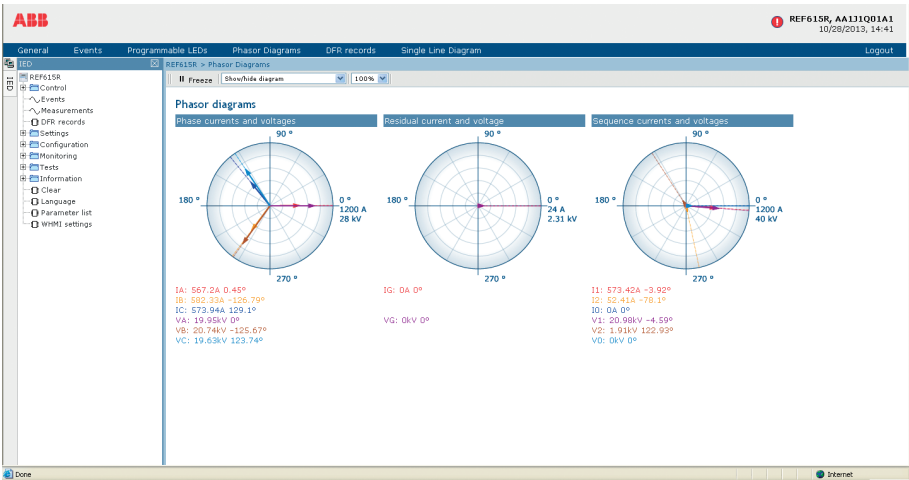 ABB
REF615R, AA1J1Q01A1
10/28/2013, 14:41
General Events Programmable LEDs Phasor Diagrams DFR records Single Line Diagram Logout
IED
REF615R > Phasor Diagrams
IED
REF615R
Control
Events
Measurements
DFR records
Settings
Configuration
Monitoring
Tests
Information
Clear
Language
Parameter list
WHMI settings
Freeze Show/hide diagram 100%
Phasor diagrams
Phase currents and voltages
90 °
180 °
0 °
1200 A
28 kV
270 °
IA: 567.2A 0.45°
IB: 582.33A -126.79°
IC: 573.94A 129.1°
VA: 19.95kV 0°
VB: 20.74kV -125.67°
VC: 19.63kV 123.74°
Residual current and voltage
90 °
180 °
0 °
24 A
2.31 kV
270 °
IG: 0A 0°
VG: 0kV 0°
Sequence currents and voltages
90 °
180 °
0 °
1200 A
40 kV
270 °
I1: 573.42A -3.92°
I2: 52.41A -78.1°
I0: 0A 0°
V1: 20.98kV -4.59°
V2: 1.91kV 122.93°
V0: 0kV 0°
Done
Internet